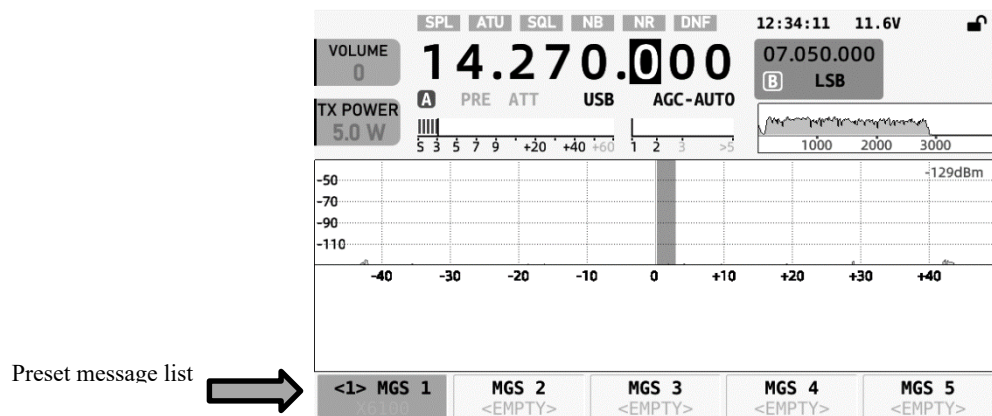 SPL ATU SQL NB NR DNF 12:34:11 11.6V
VOLUME
0
14.270.000
07.050.000
B LSB
A PRE ATT USB AGC-AUTO
TX POWER
5.0 W
S 3 5 7 9 +20 +40 +60 1 2 3 >5
1000 2000 3000
-129dBm
-50
-70
-90
-110
-40 -30 -20 -10 0 +10 +20 +30 +40
Preset message list
<1> MGS 1 MGS 2 MGS 3 MGS 4 MGS 5
X6100 <EMPTY> <EMPTY> <EMPTY> <EMPTY>